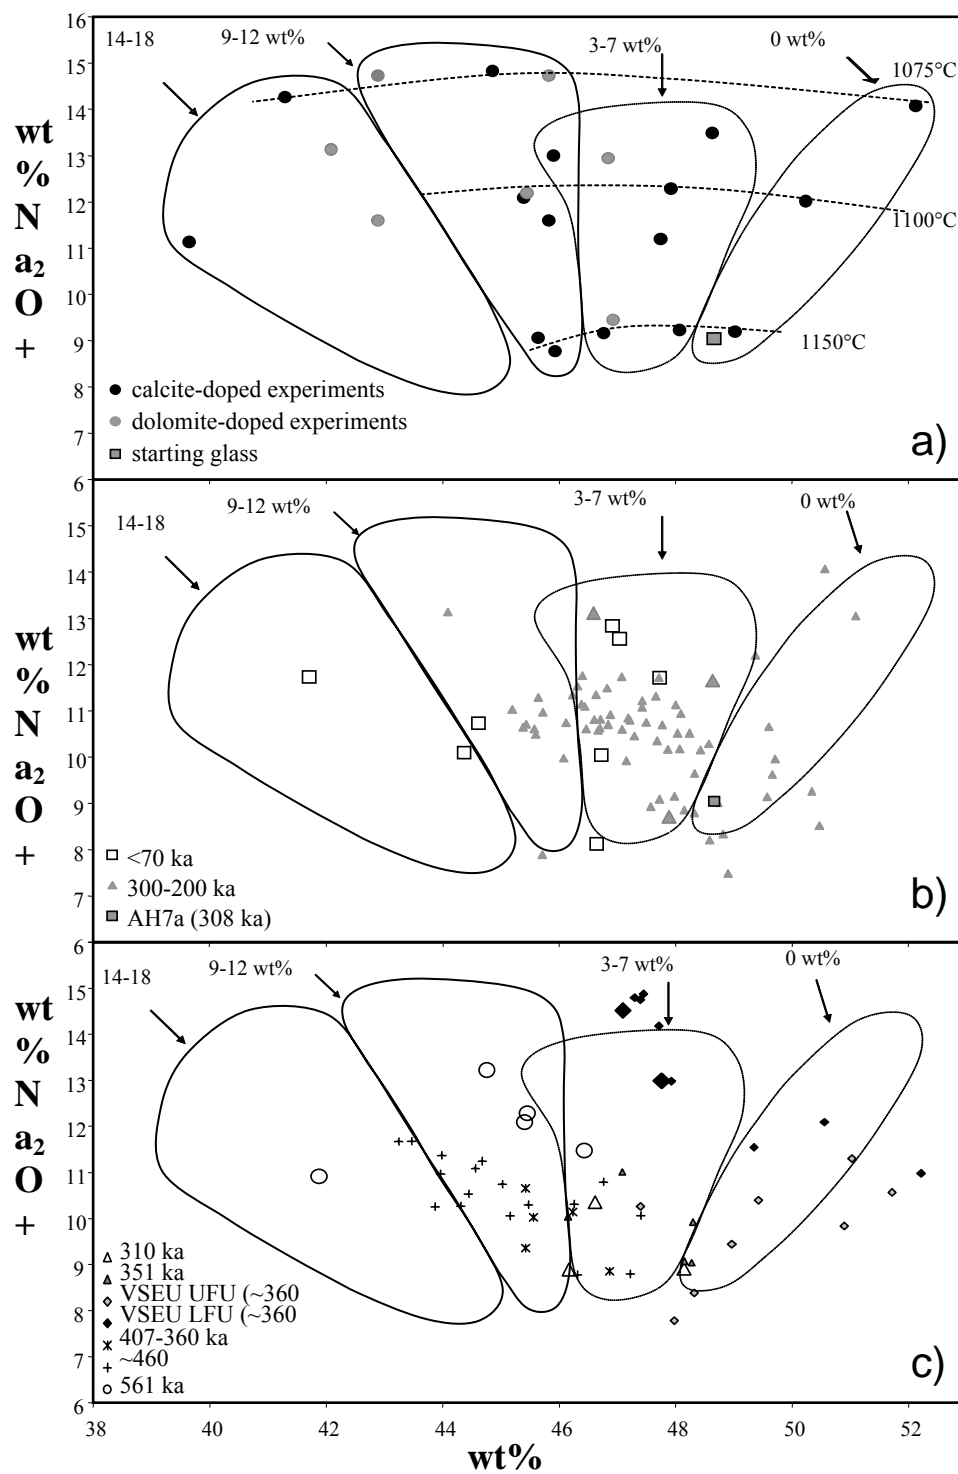 16
15
14
13
12
11
10
9
8
7
6
wt
%
N
a₂
O
+
14-18
9-12 wt%
3-7 wt%
0 wt%
1075°C
1100°C
1150°C
calcite-doped experiments
dolomite-doped experiments
starting glass
a)
15
14
13
12
11
10
9
8
7
6
wt
%
N
a₂
O
+
14-18
9-12 wt%
3-7 wt%
0 wt%
<70 ka
300-200 ka
AH7a (308 ka)
b)
15
14
13
12
11
10
9
8
7
6
wt
%
N
a₂
O
+
14-18
9-12 wt%
3-7 wt%
0 wt%
310 ka
351 ka
VSEU UFU (~360
VSEU LFU (~360
407-360 ka
~460
561 ka
c)
38 40 42 44 46 48 50 52
wt%